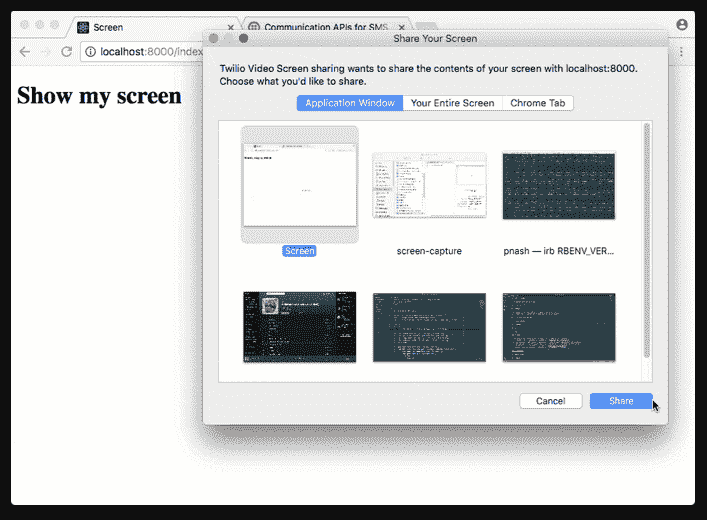 Screen
Communication APIs for SMS
localhost:8000/index
Show my screen
Share Your Screen
Twilio Video Screen sharing wants to share the contents of your screen with localhost:8000.
Choose what you'd like to share.
Application Window
Your Entire Screen
Chrome Tab
Screen
screen-capture
pnash — irb RBENV_VER...
Cancel
Share